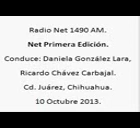 Radio Net 1490 AM.
Net Primera Edición.
Conduce: Daniela González Lara,
Ricardo Chávez Carbajal.
Cd. Juárez, Chihuahua.
10 Octubre 2013.